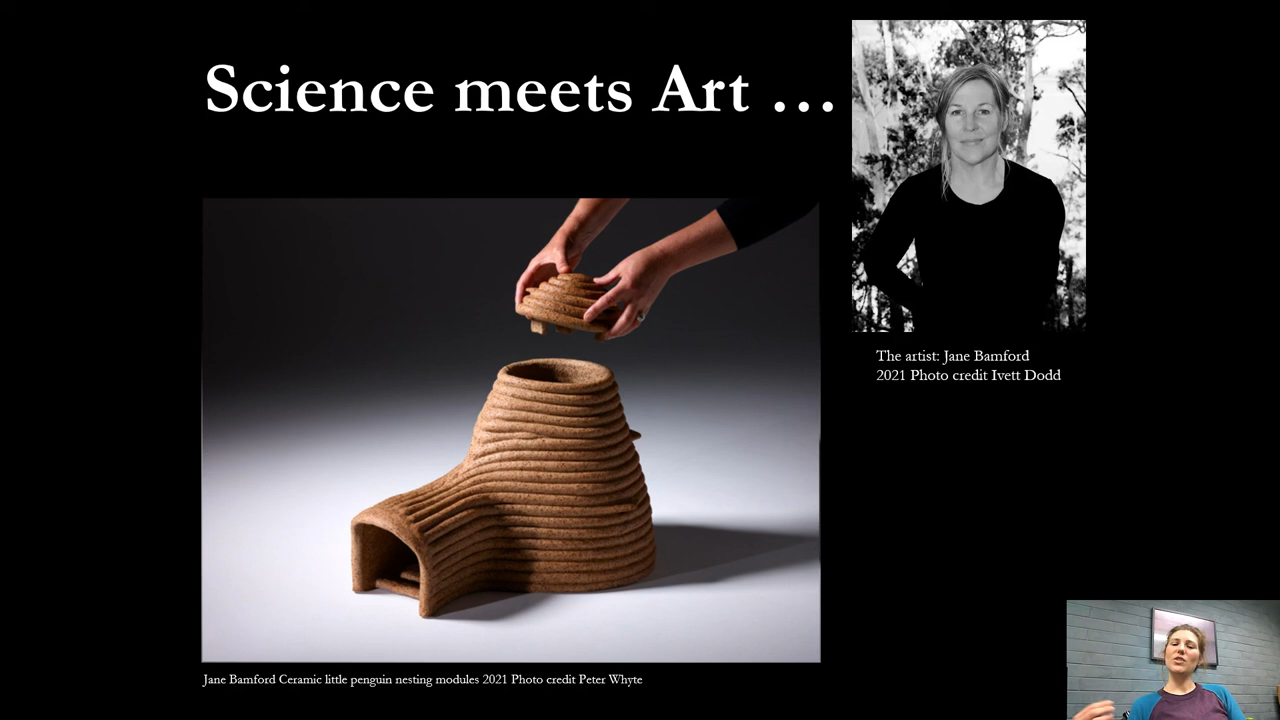 Science meets Art …
The artist: Jane Bamford
2021 Photo credit Ivett Dodd
Jane Bamford Ceramic little penguin nesting modules 2021 Photo credit Peter Whyte